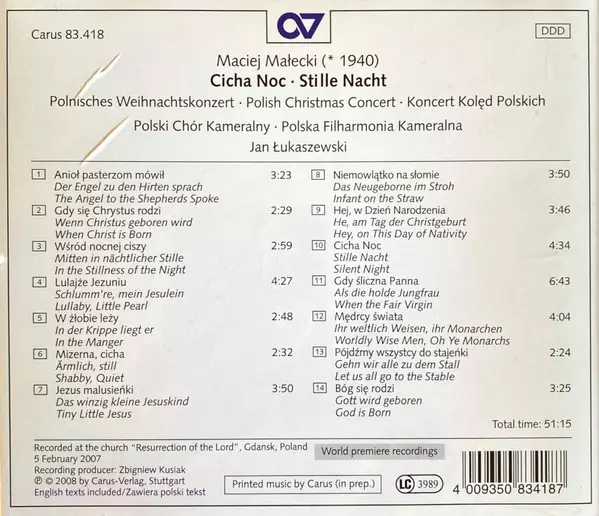 Carus 83.418
DDD
Maciej Małecki (* 1940)
Cicha Noc · Stille Nacht
Polnisches Weihnachtskonzert · Polish Christmas Concert · Koncert Kolęd Polskich
Polski Chór Kameralny · Polska Filharmonia Kameralna
Jan Łukaszewski
1 Anioł pasterzom mówił 3:23
Der Engel zu den Hirten sprach
The Angel to the Shepherds Spoke
2 Gdy się Chrystus rodzi 2:29
Wenn Christus geboren wird
When Christ is Born
3 Wśród nocnej ciszy 2:59
Mitten in nächtlicher Stille
In the Stillness of the Night
4 Lulajże Jezuniu 4:27
Schlumm're, mein Jesulein
Lullaby, Little Pearl
5 W żłobie leży 2:48
In der Krippe liegt er
In the Manger
6 Mizerna, cicha 2:32
Ärmlich, still
Shabby, Quiet
7 Jezus malusieńki 3:50
Das winzig kleine Jesuskind
Tiny Little Jesus
8 Niemowlątko na słomie 3:50
Das Neugeborne im Stroh
Infant on the Straw
9 Hej, w Dzień Narodzenia 3:46
He, am Tag der Christgeburt
Hey, on This Day of Nativity
10 Cicha Noc 4:34
Stille Nacht
Silent Night
11 Gdy śliczna Panna 6:43
Als die holde Jungfrau
When the Fair Virgin
12 Mędrcy świata 4:04
Ihr weltlich Weisen, ihr Monarchen
Worldly Wise Men, Oh Ye Monarchs
13 Pójdźmy wszystcy do stajeńki 2:24
Gehn wir alle zu dem Stall
Let us all go to the Stable
14 Bóg się rodzi 3:25
Gott wird geboren
God is Born
Total time: 51:15
Recorded at the church "Resurrection of the Lord", Gdansk, Poland
5 February 2007
Recording producer: Zbigniew Kusiak
℗ © 2008 by Carus-Verlag, Stuttgart
English texts included/Zawiera polski tekst
World premiere recordings
Printed music by Carus (in prep.)
LC 3989
4 009350 834187